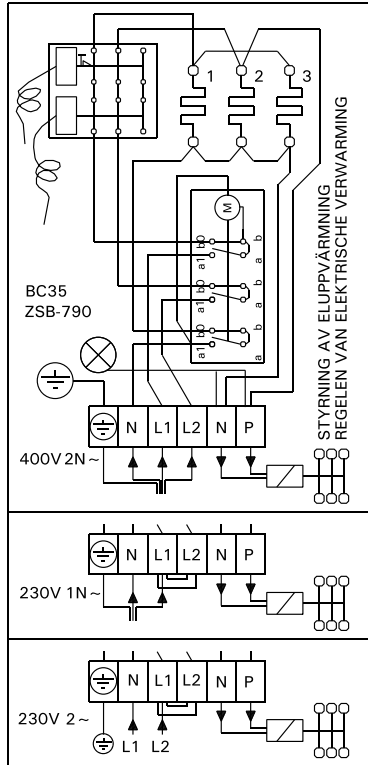 1 2 3
M
b0 b
a1 a
b0 b
a1 a
b0 b
a1 a
BC35
ZSB-790
STYRNING AV ELUPPVÄRMNING
REGELEN VAN ELEKTRISCHE VERWARMING
N L1 L2 N P
400V 2N~
N L1 L2 N P
230V 1N~
N L1 L2 N P
230V 2~
L1 L2